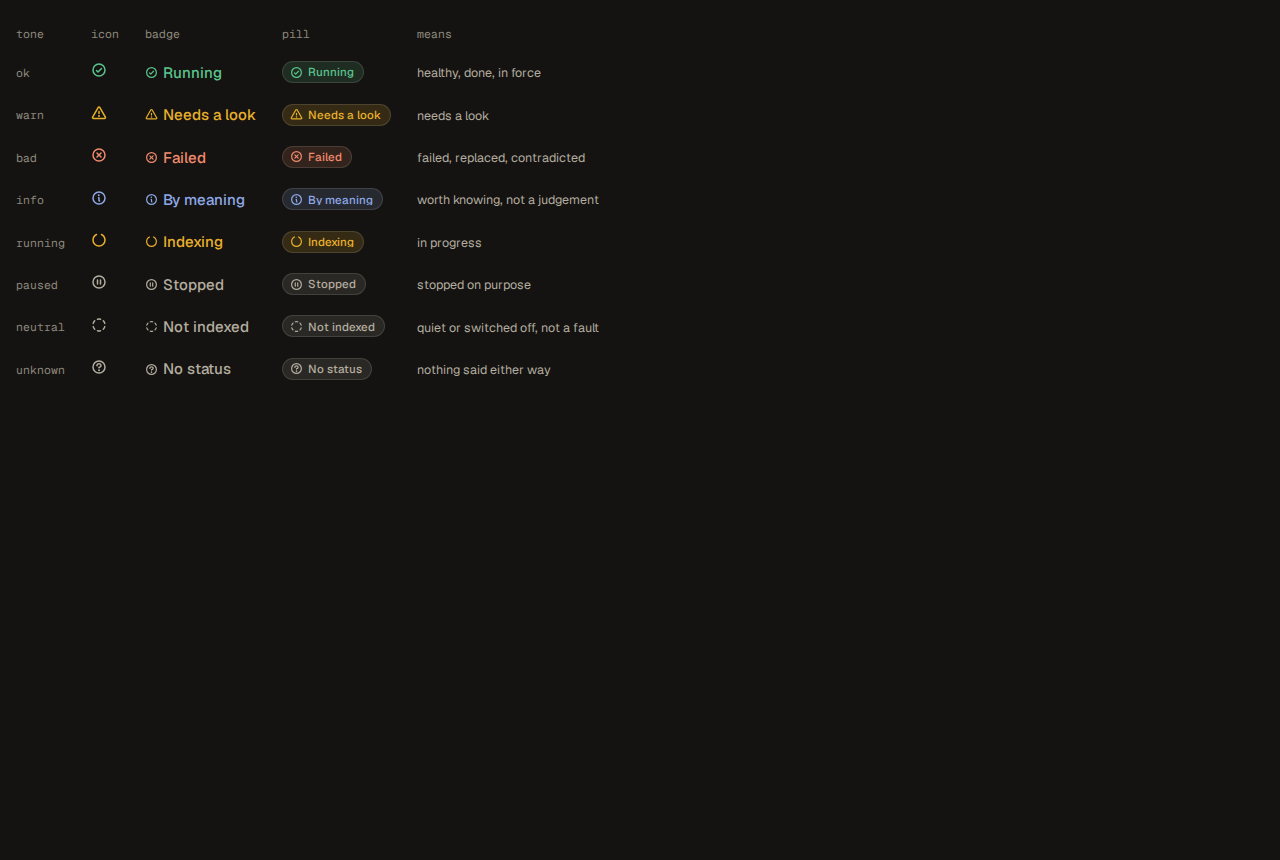 tone icon badge pill means
ok Running Running healthy, done, in force
warn Needs a look Needs a look needs a look
bad Failed Failed failed, replaced, contradicted
info By meaning By meaning worth knowing, not a judgement
running Indexing Indexing in progress
paused Stopped Stopped stopped on purpose
neutral Not indexed Not indexed quiet or switched off, not a fault
unknown No status No status nothing said either way